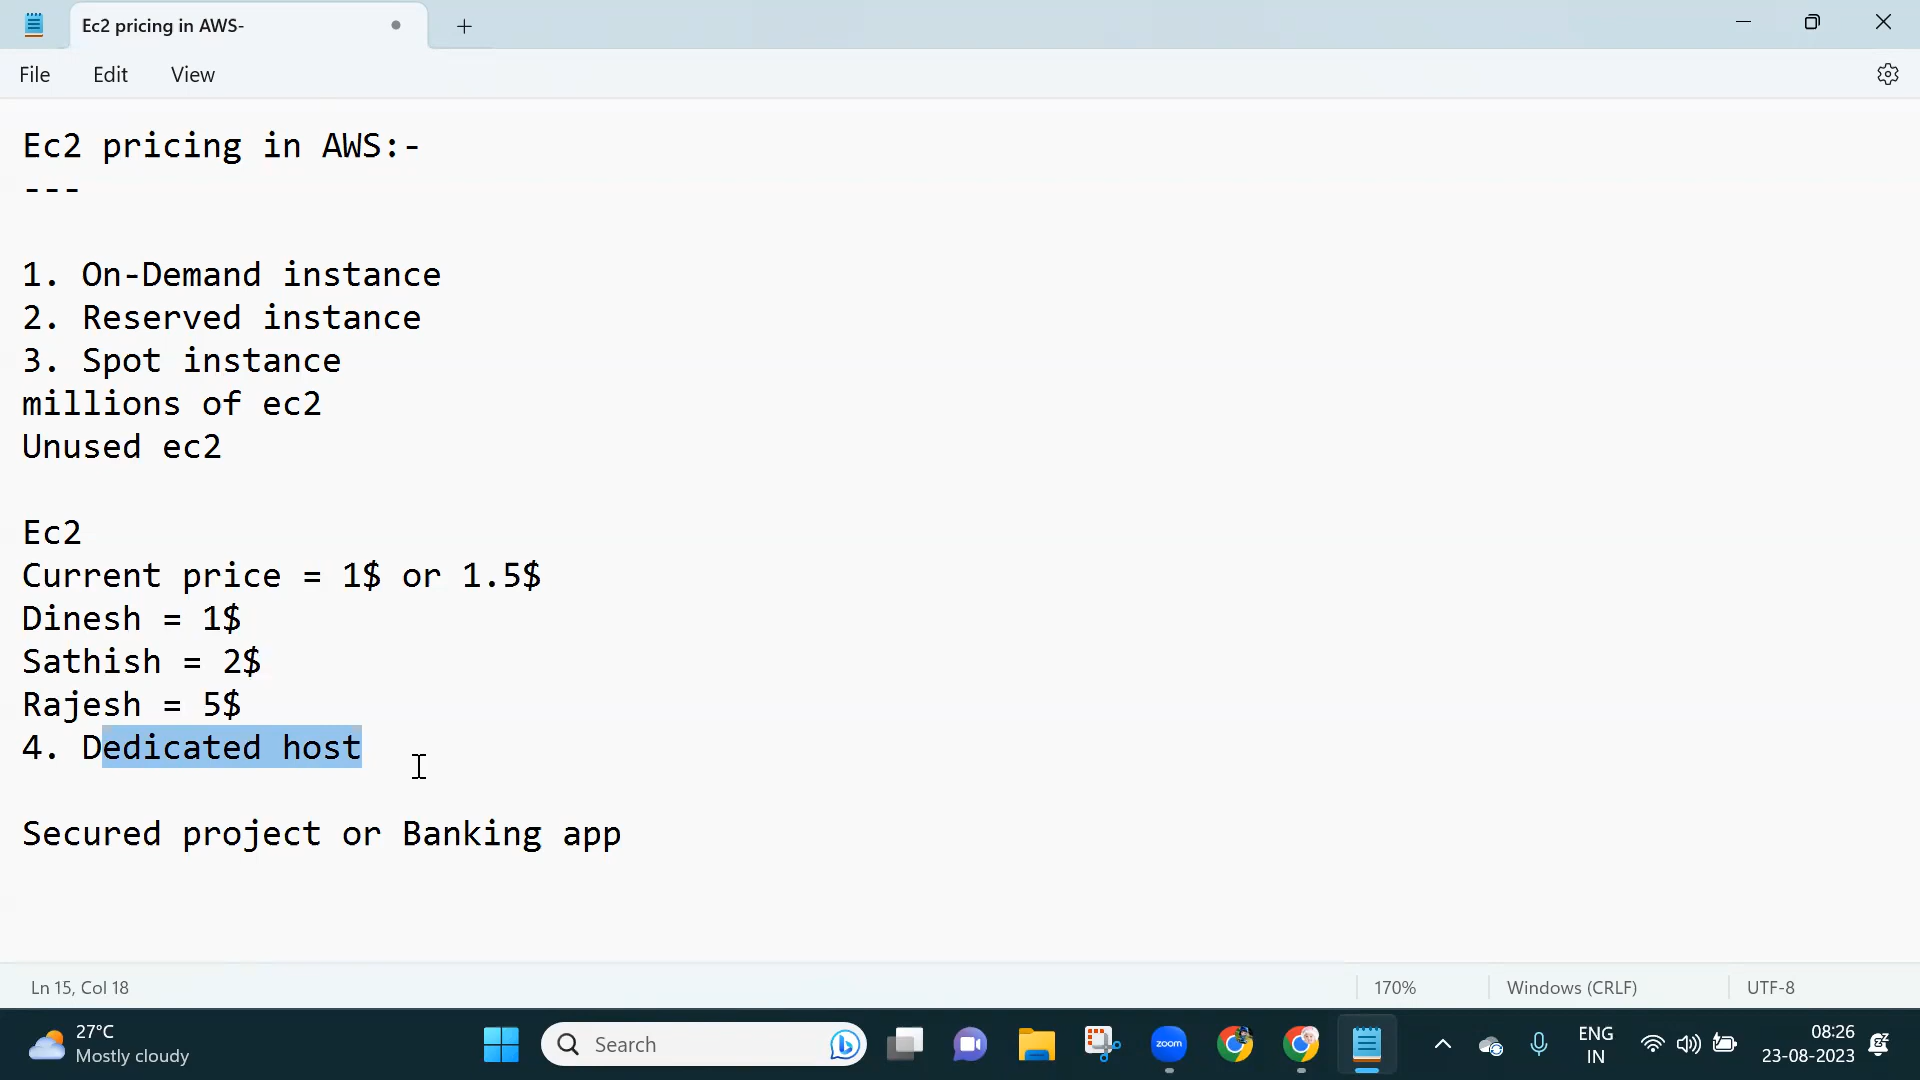 Ec2 pricing in AWS-
File Edit View
Ec2 pricing in AWS:-
---
1. On-Demand instance
2. Reserved instance
3. Spot instance
millions of ec2
Unused ec2
Ec2
Current price = 1$ or 1.5$
Dinesh = 1$
Sathish = 2$
Rajesh = 5$
4. Dedicated host
Secured project or Banking app
Ln 15, Col 18 170% Windows (CRLF) UTF-8
27°C
Mostly cloudy
Search
zoom
ENG
IN
08:26
23-08-2023